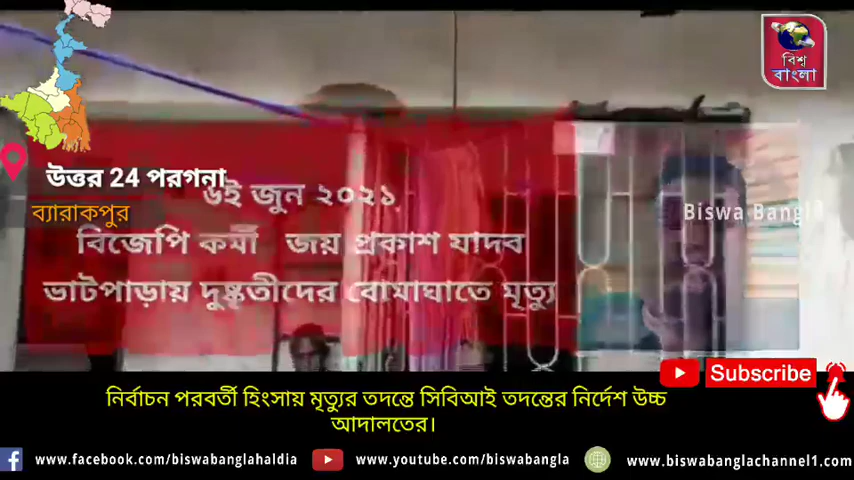 বিশ্ব
বাংলা
উত্তর 24 পরগনা
ব্যারাকপুর
৬ই জুন ২০২১
Biswa Bangla
বিজেপি কর্মী জয় প্রকাশ যাদব
ভাটপাড়ায় দুষ্কৃতীদের বোমাঘাতে মৃত্যু
Subscribe
নির্বাচন পরবর্তী হিংসায় মৃত্যুর তদন্তে সিবিআই তদন্তের নির্দেশ উচ্চ
আদালতের।
www.facebook.com/biswabanglahaldia
www.youtube.com/biswabangla
www.biswabanglachannel1.com